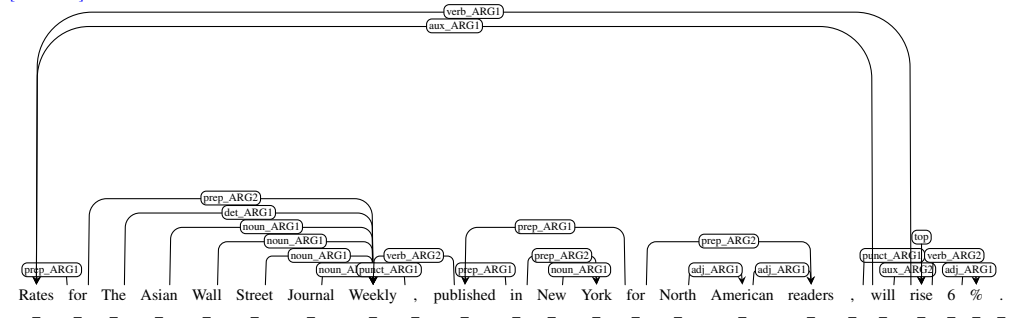 verb_ARG1
aux_ARG1
prep_ARG2
det_ARG1
noun_ARG1 prep_ARG1
noun_ARG1 top
noun_ARG1 verb_ARG2 prep_ARG2 prep_ARG2 punct_ARG1 verb_ARG2
prep_ARG1 punct_ARG1 prep_ARG1 noun_ARG1 adj_ARG1 adj_ARG1 aux_ARG2 adj_ARG1
Rates for The Asian Wall Street Journal Weekly , published in New York for North American readers , will rise 6 % .